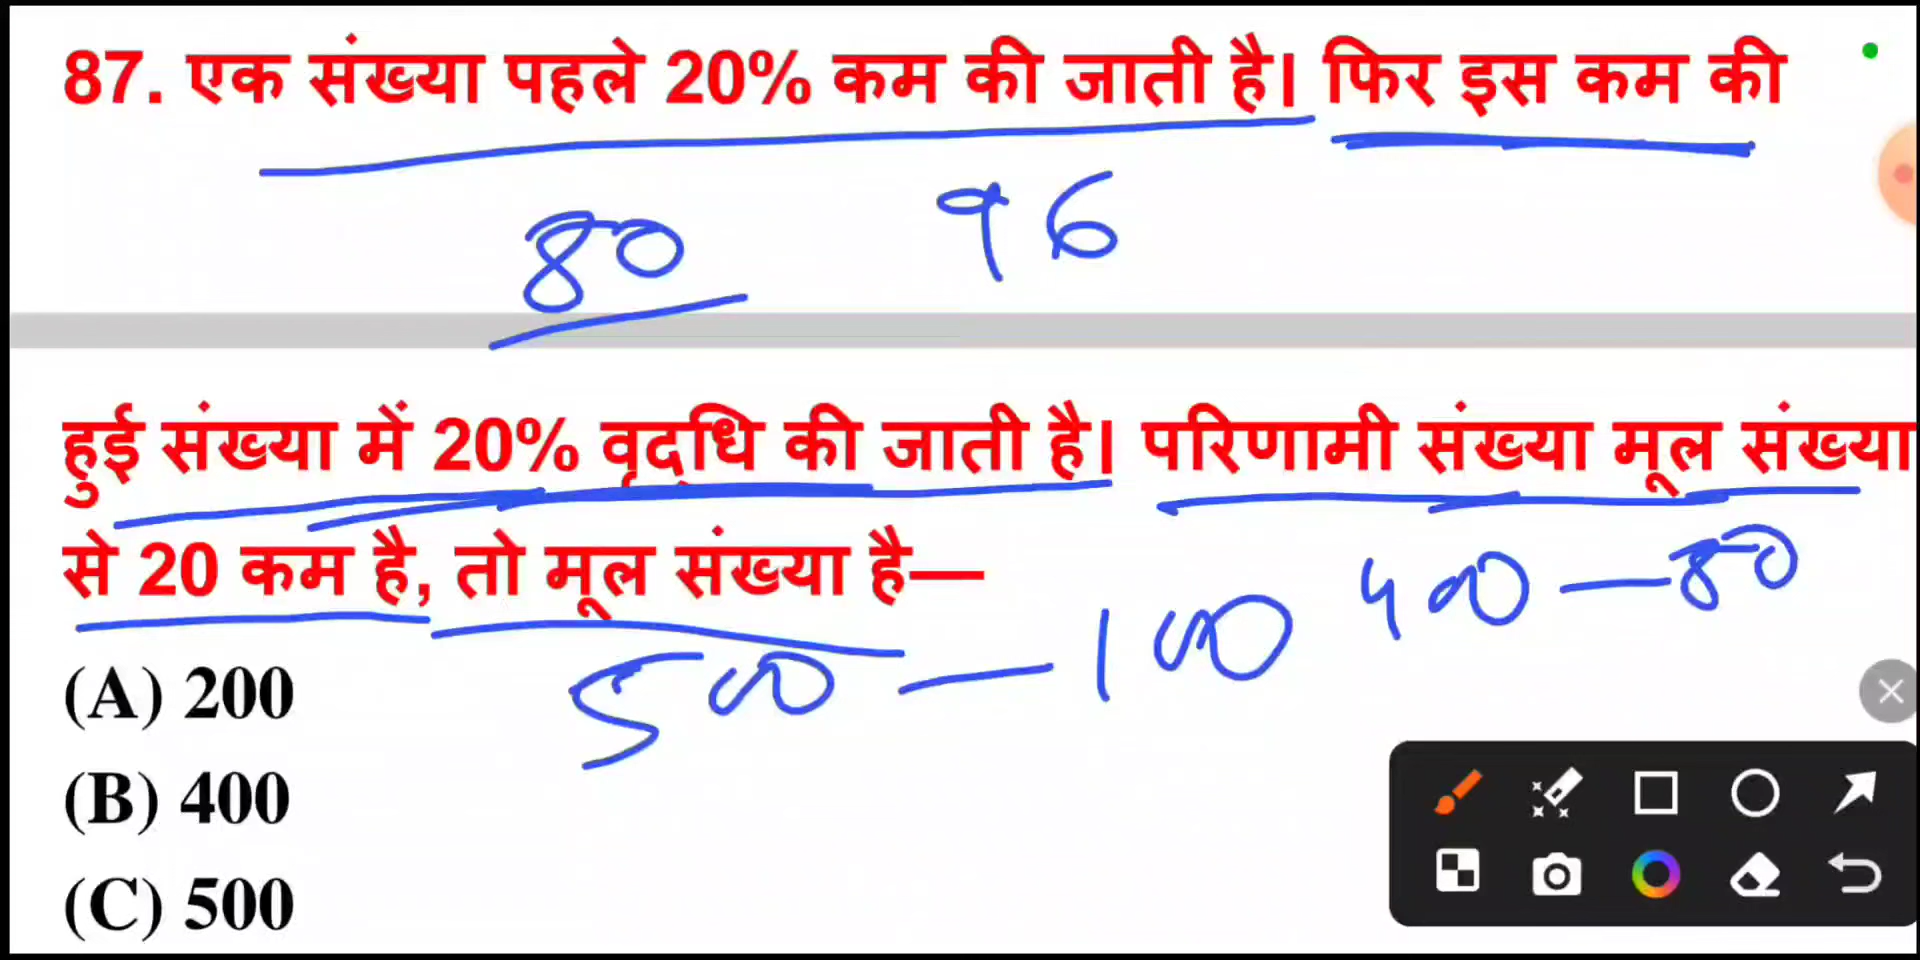 87. एक संख्या पहले 20% कम की जाती है। फिर इस कम की
80 96
हुई संख्या में 20% वृद्धि की जाती है। परिणामी संख्या मूल संख्या
से 20 कम है, तो मूल संख्या है—
400 — 80
500 — 100
(A) 200
(B) 400
(C) 500